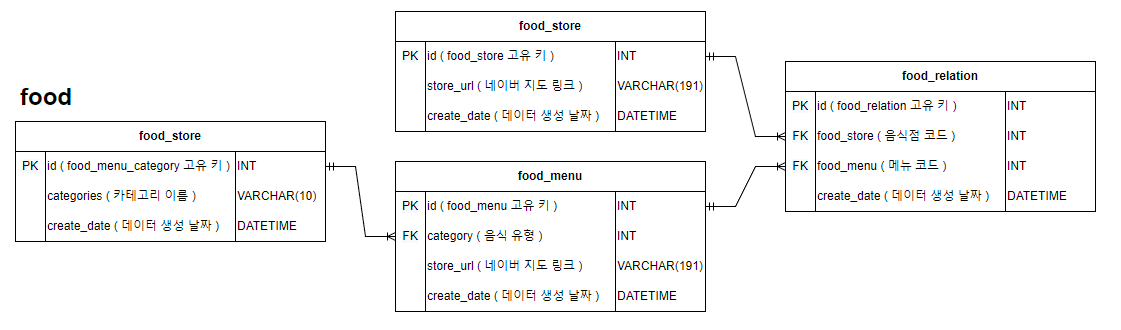 food
food_store
PK id ( food_menu_category 고유 키 ) INT
categories ( 카테고리 이름 ) VARCHAR(10)
create_date ( 데이터 생성 날짜 ) DATETIME
food_store
PK id ( food_store 고유 키 ) INT
store_url ( 네이버 지도 링크 ) VARCHAR(191)
create_date ( 데이터 생성 날짜 ) DATETIME
food_menu
PK id ( food_menu 고유 키 ) INT
FK category ( 음식 유형 ) INT
store_url ( 네이버 지도 링크 ) VARCHAR(191)
create_date ( 데이터 생성 날짜 ) DATETIME
food_relation
PK id ( food_relation 고유 키 ) INT
FK food_store ( 음식점 코드 ) INT
FK food_menu ( 메뉴 코드 ) INT
create_date ( 데이터 생성 날짜 ) DATETIME